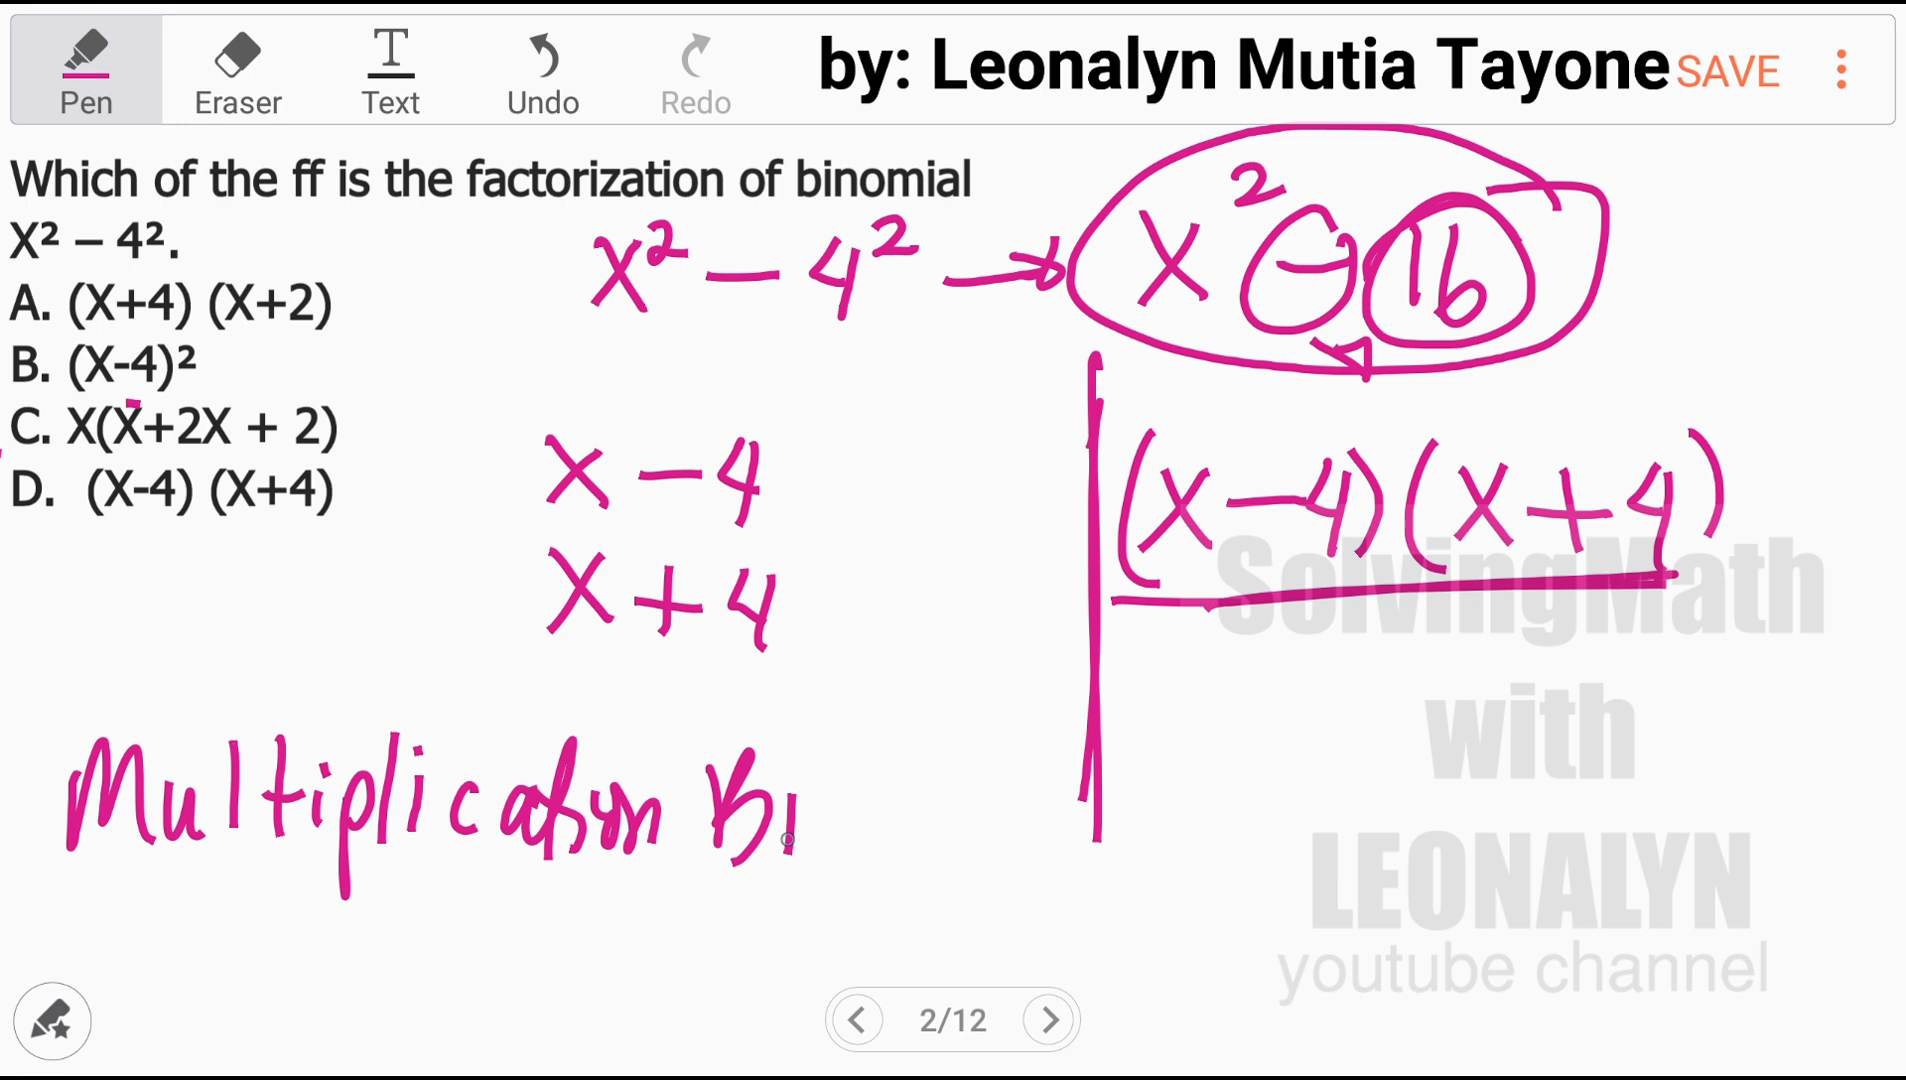 Pen Eraser Text Undo Redo by: Leonalyn Mutia Tayone SAVE
Which of the ff is the factorization of binomial
X² – 4².
A. (X+4) (X+2)
B. (X-4)²
C. X(X+2X + 2)
D. (X-4) (X+4)
x² – 4² → x² – 16
x – 4
x + 4
(x – 4)(x + 4)
Multiplication Bi
SolvingMath
with
LEONALYN
youtube channel
2/12